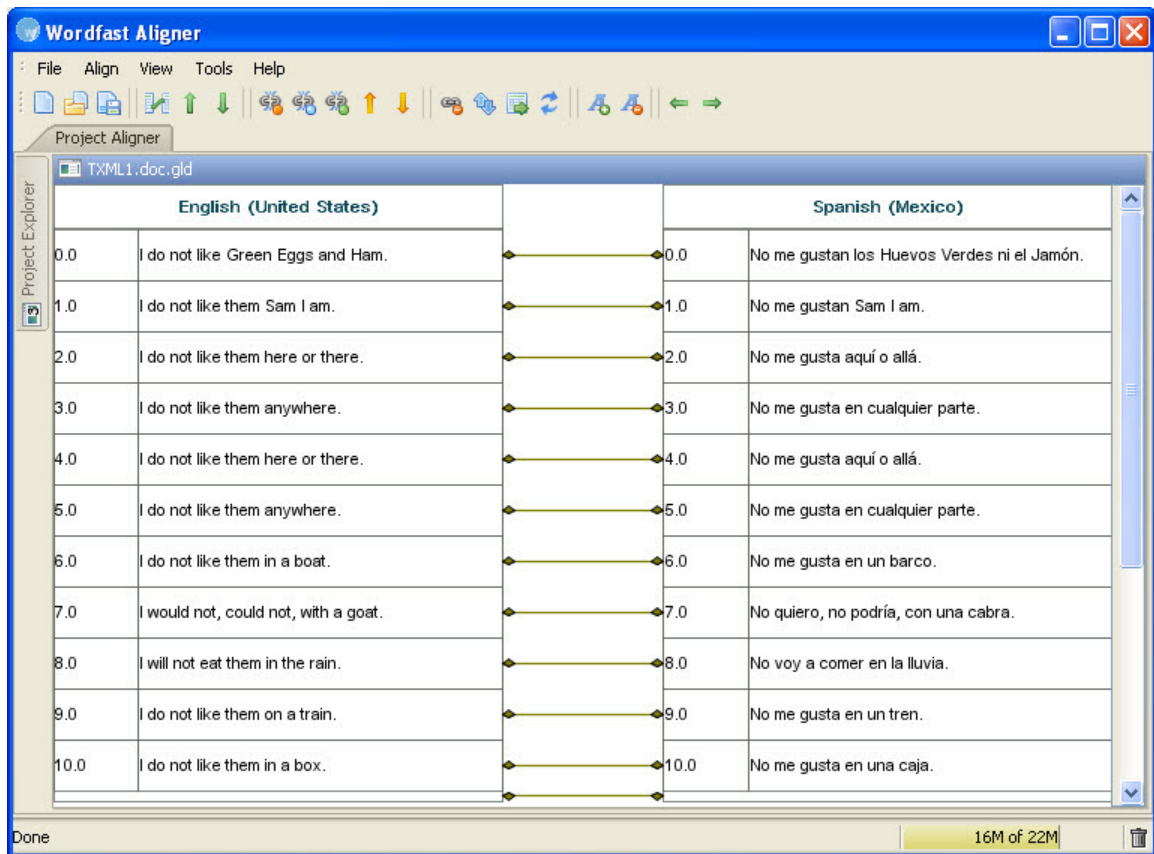 Wordfast Aligner
File Align View Tools Help
Project Aligner
Project Explorer
TXML1.doc.gld
English (United States) Spanish (Mexico)
0.0 I do not like Green Eggs and Ham. 0.0 No me gustan los Huevos Verdes ni el Jamón.
1.0 I do not like them Sam I am. 1.0 No me gustan Sam I am.
2.0 I do not like them here or there. 2.0 No me gusta aquí o allá.
3.0 I do not like them anywhere. 3.0 No me gusta en cualquier parte.
4.0 I do not like them here or there. 4.0 No me gusta aquí o allá.
5.0 I do not like them anywhere. 5.0 No me gusta en cualquier parte.
6.0 I do not like them in a boat. 6.0 No me gusta en un barco.
7.0 I would not, could not, with a goat. 7.0 No quiero, no podría, con una cabra.
8.0 I will not eat them in the rain. 8.0 No voy a comer en la lluvia.
9.0 I do not like them on a train. 9.0 No me gusta en un tren.
10.0 I do not like them in a box. 10.0 No me gusta en una caja.
Done 16M of 22M